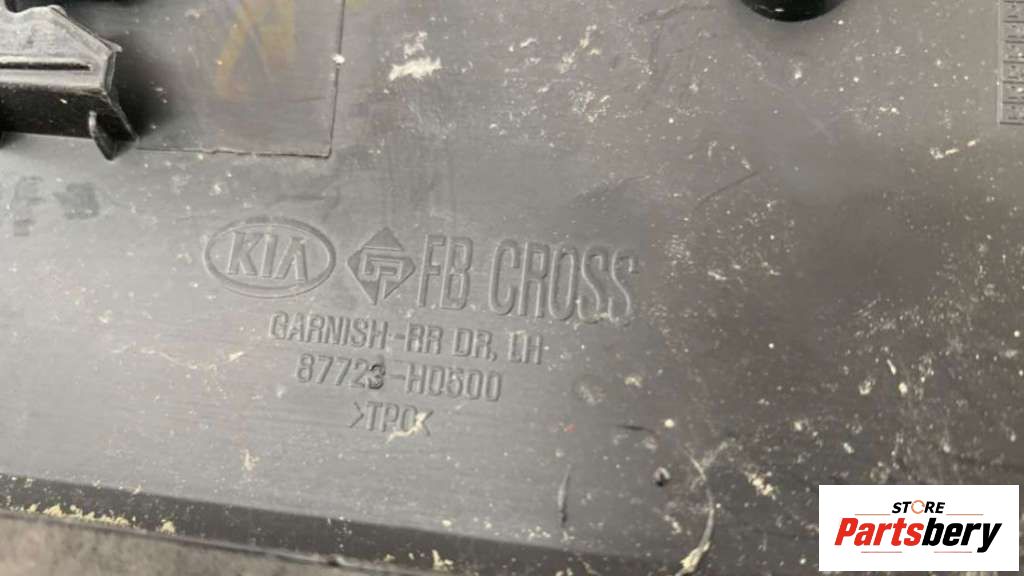 KIA FB CROSS
GARNISH-RR DR, LH
87723-H0500
>TPO<
STORE
Partsbery